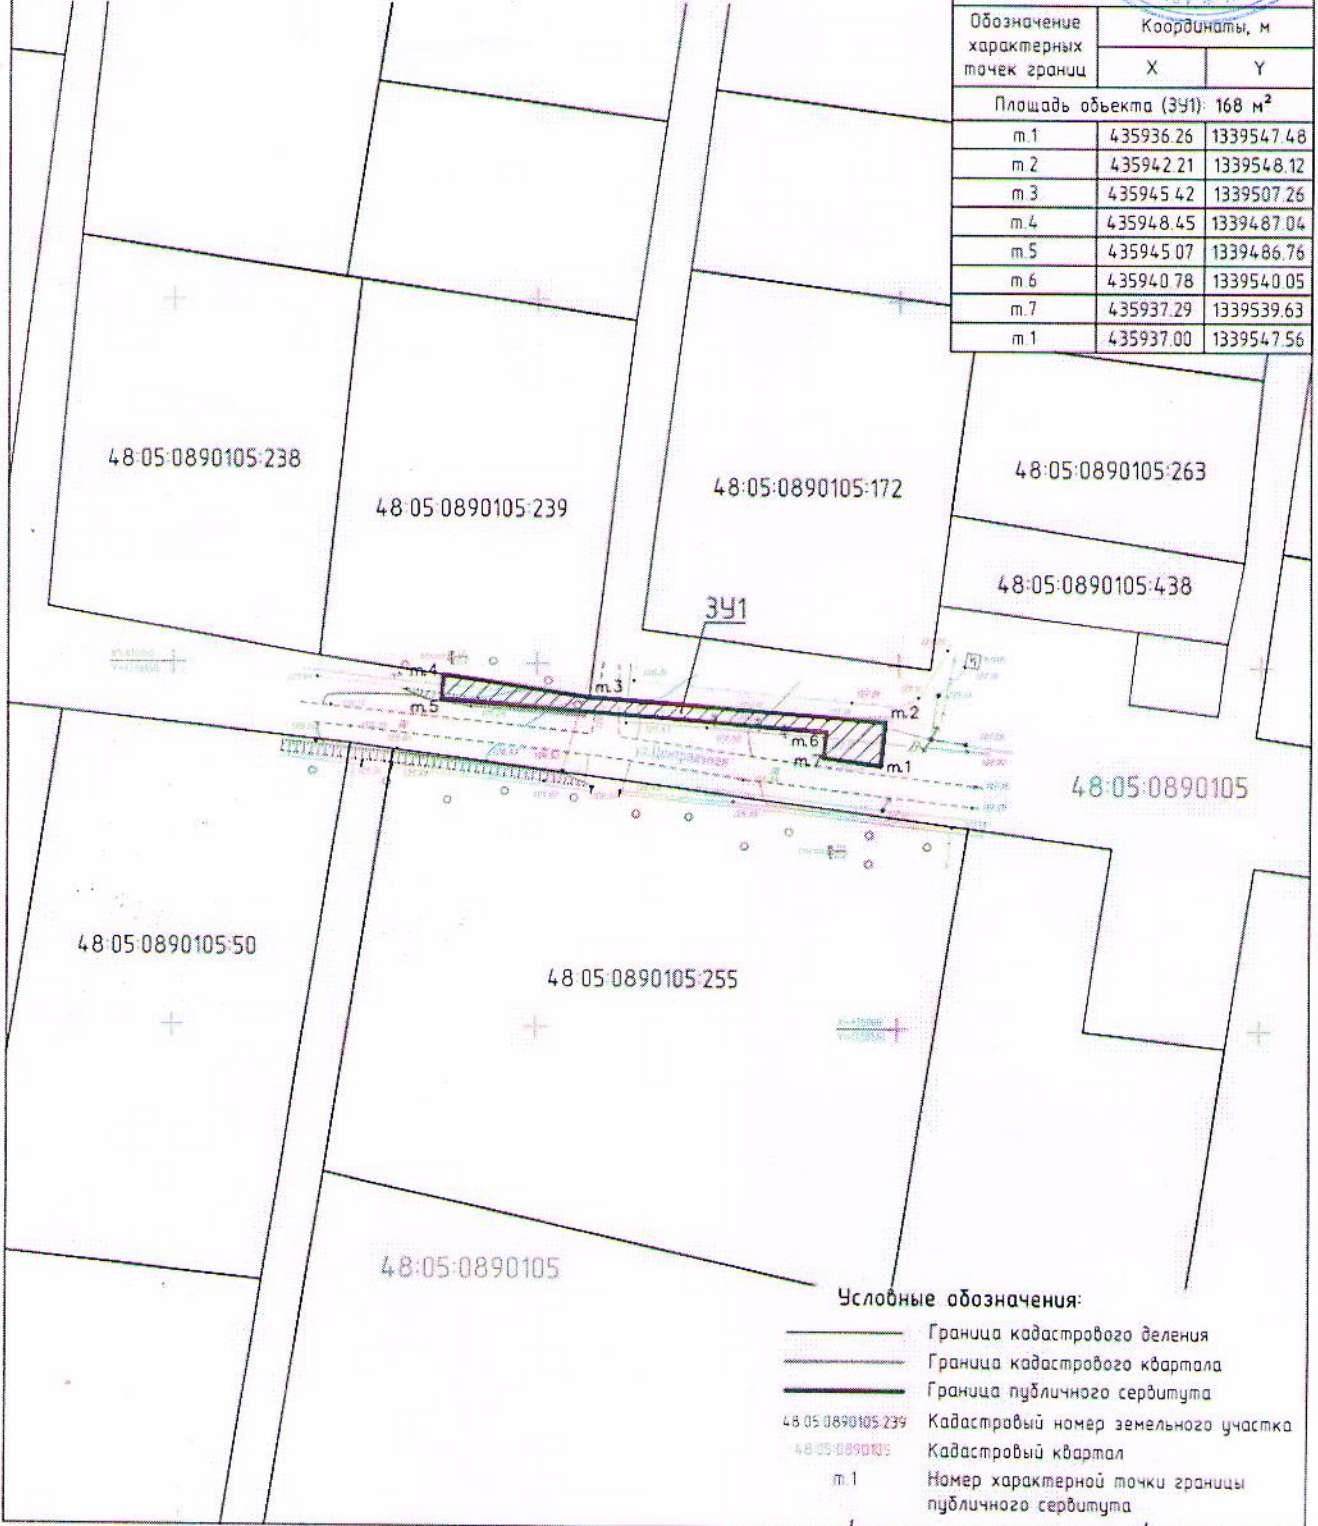 Обозначение
характерных
точек границ
Координаты, м
X Y
Площадь объекта (ЗУ1): 168 м²
т.1 435936.26 1339547.48
т.2 435942.21 1339548.12
т.3 435945.42 1339507.26
т.4 435948.45 1339487.04
т.5 435945.07 1339486.76
т.6 435940.78 1339540.05
т.7 435937.29 1339539.63
т.1 435937.00 1339547.56
48:05:0890105:238
48:05:0890105:239
48:05:0890105:172
48:05:0890105:263
48:05:0890105:438
ЗУ1
т.4
т.3
т.5
т.2
т.6
т.7
т.1
48:05:0890105
48:05:0890105:50
48:05:0890105:255
48:05:0890105
Условные обозначения:
Граница кадастрового деления
Граница кадастрового квартала
Граница публичного сервитута
48:05:0890105:239 Кадастровый номер земельного участка
48:05:0890105 Кадастровый квартал
т.1 Номер характерной точки границы
публичного сервитута